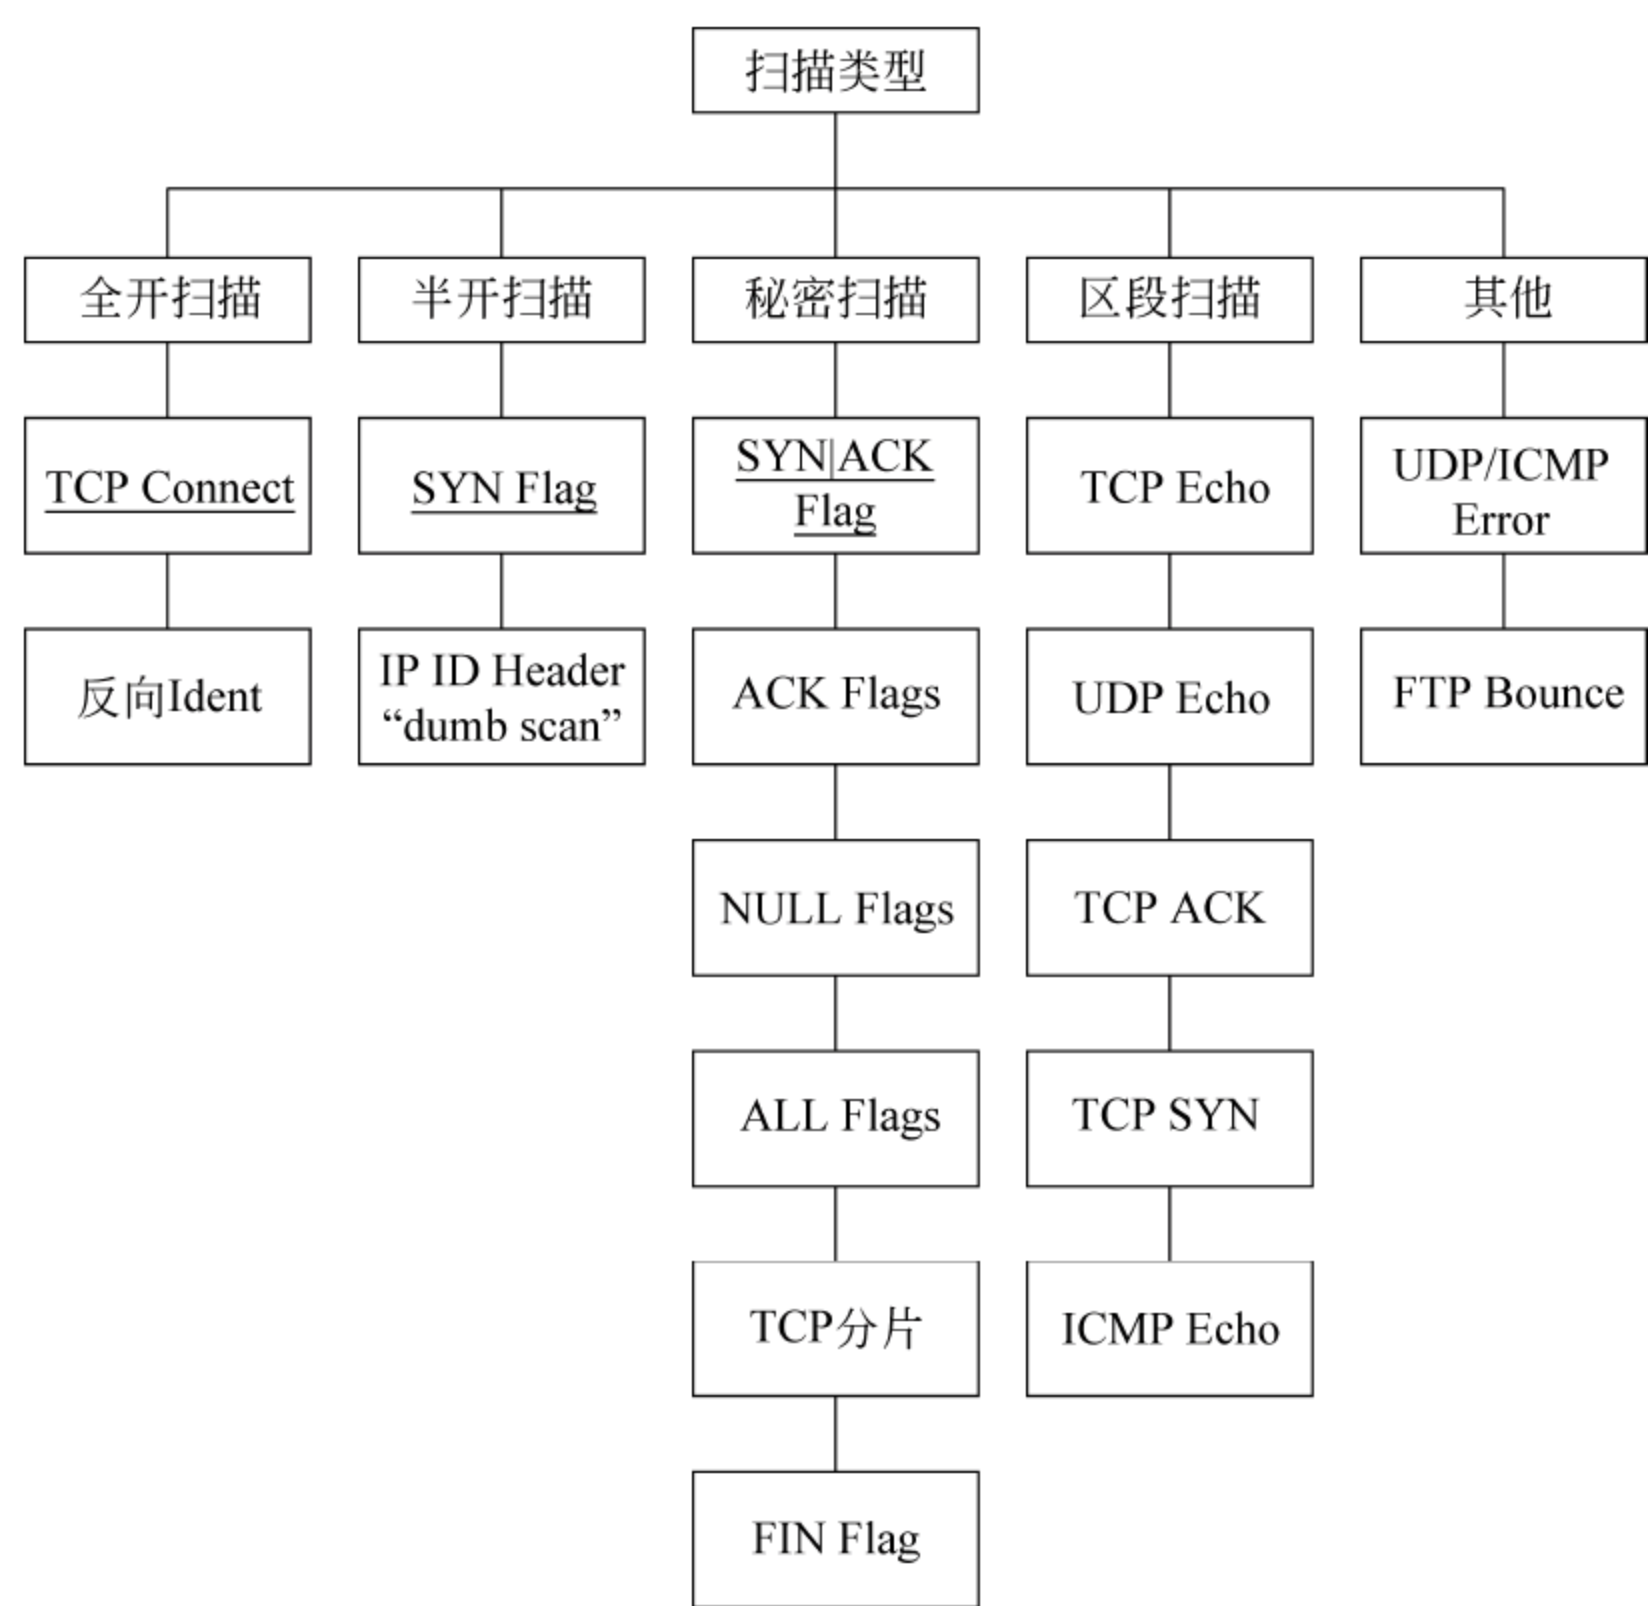 扫描类型
全开扫描
半开扫描
秘密扫描
区段扫描
其他
TCP Connect
SYN Flag
SYN|ACK
Flag
TCP Echo
UDP/ICMP
Error
反向Ident
IP ID Header
“dumb scan”
ACK Flags
UDP Echo
FTP Bounce
NULL Flags
TCP ACK
ALL Flags
TCP SYN
TCP分片
ICMP Echo
FIN Flag